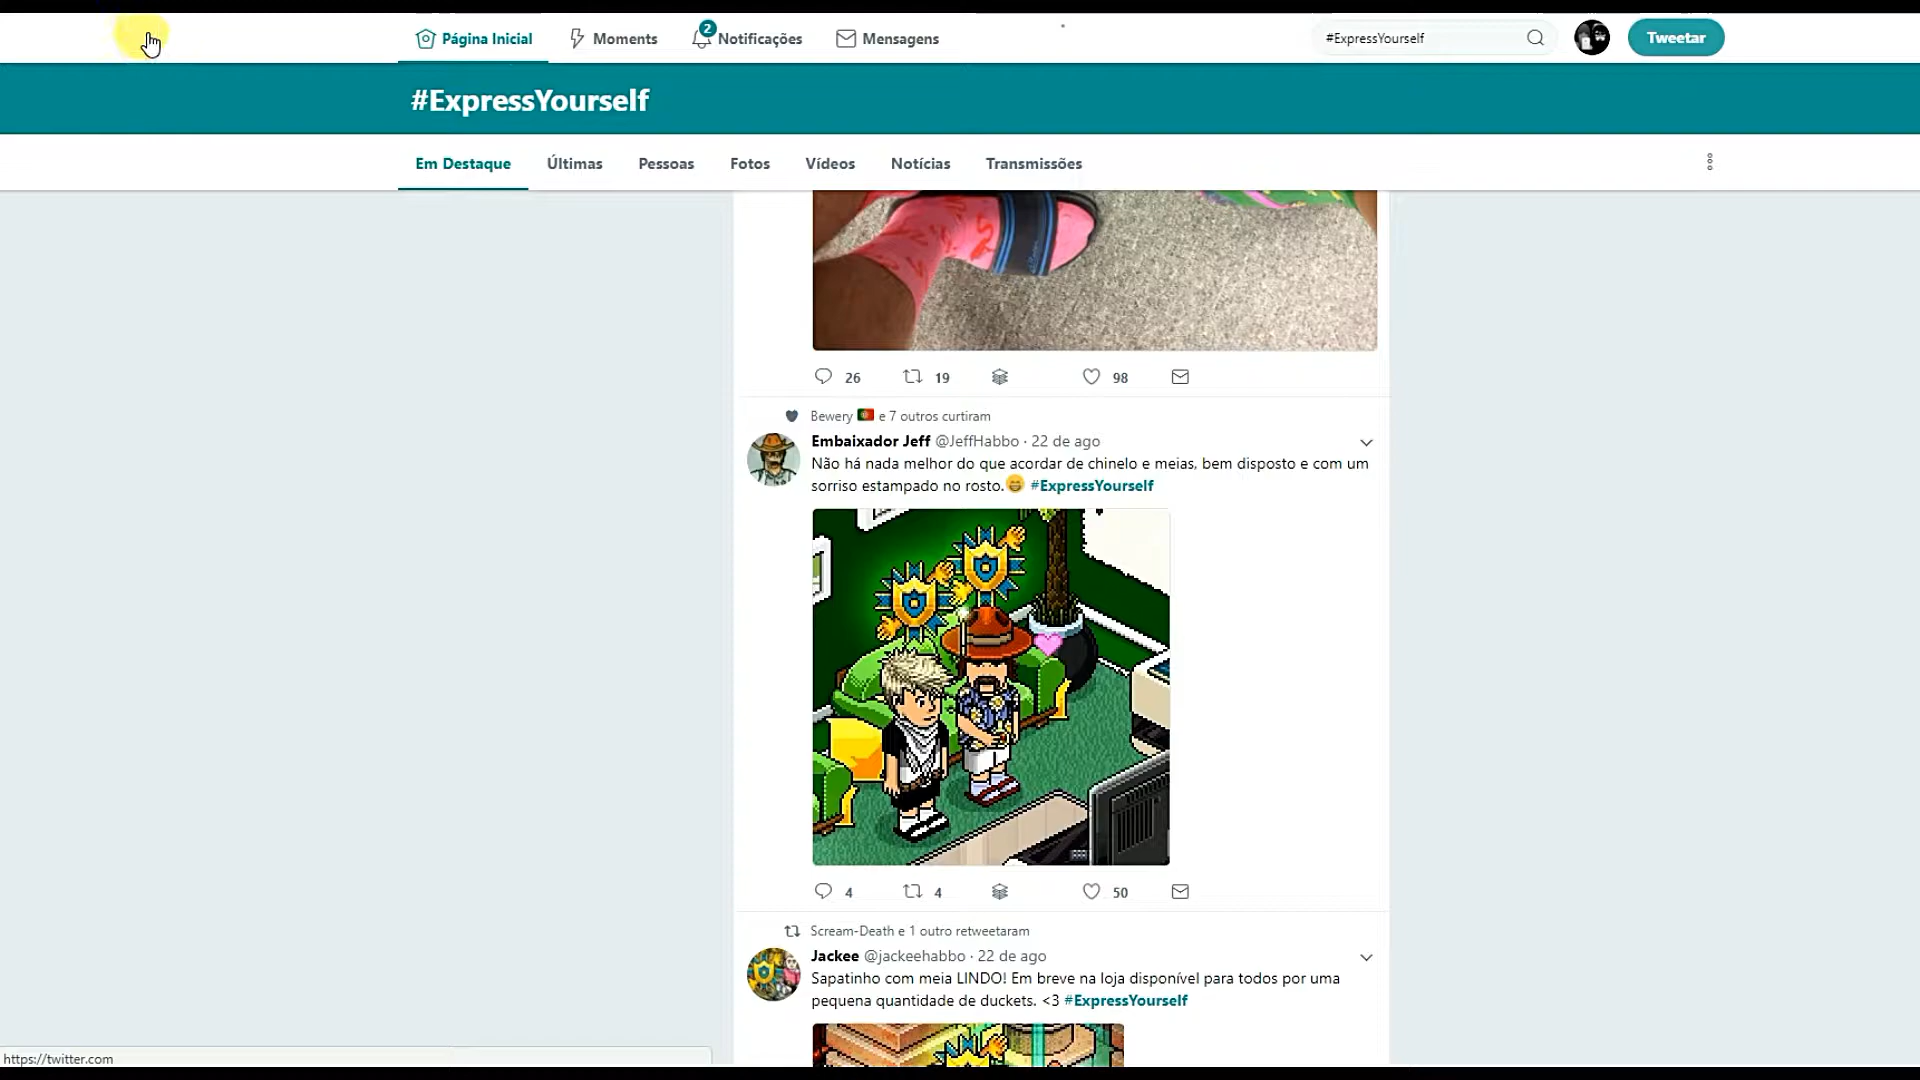 Página Inicial
Moments
2
Notificações
Mensagens
#ExpressYourself
Tweetar
#ExpressYourself
Em Destaque
Últimas
Pessoas
Fotos
Vídeos
Notícias
Transmissões
26
19
98
Bewery 🇵🇹 e 7 outros curtiram
Embaixador Jeff @JeffHabbo · 22 de ago
Não há nada melhor do que acordar de chinelo e meias, bem disposto e com um
sorriso estampado no rosto.😁 #ExpressYourself
4
4
50
Scream-Death e 1 outro retweetaram
Jackee @jackeehabbo · 22 de ago
Sapatinho com meia LINDO! Em breve na loja disponível para todos por uma
pequena quantidade de duckets. <3 #ExpressYourself
https://twitter.com